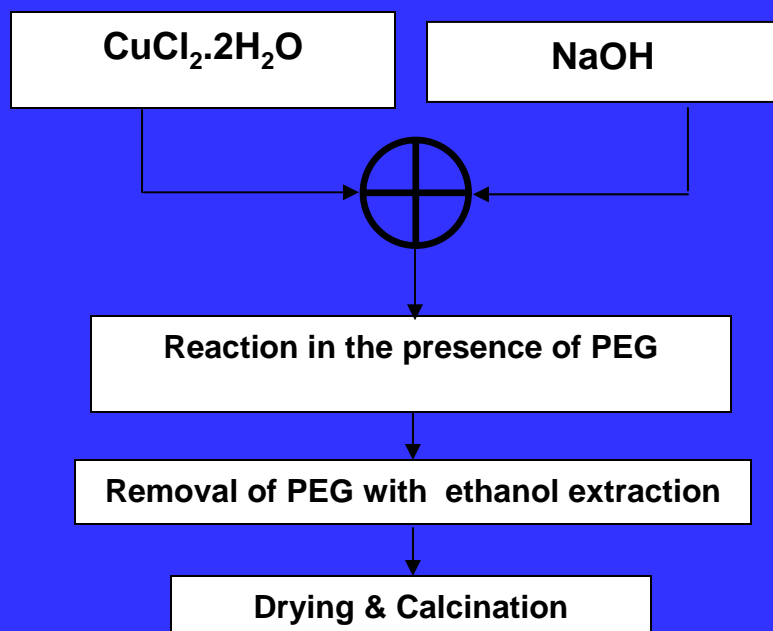 CuCl₂.2H₂O
NaOH
Reaction in the presence of PEG
Removal of PEG with ethanol extraction
Drying & Calcination